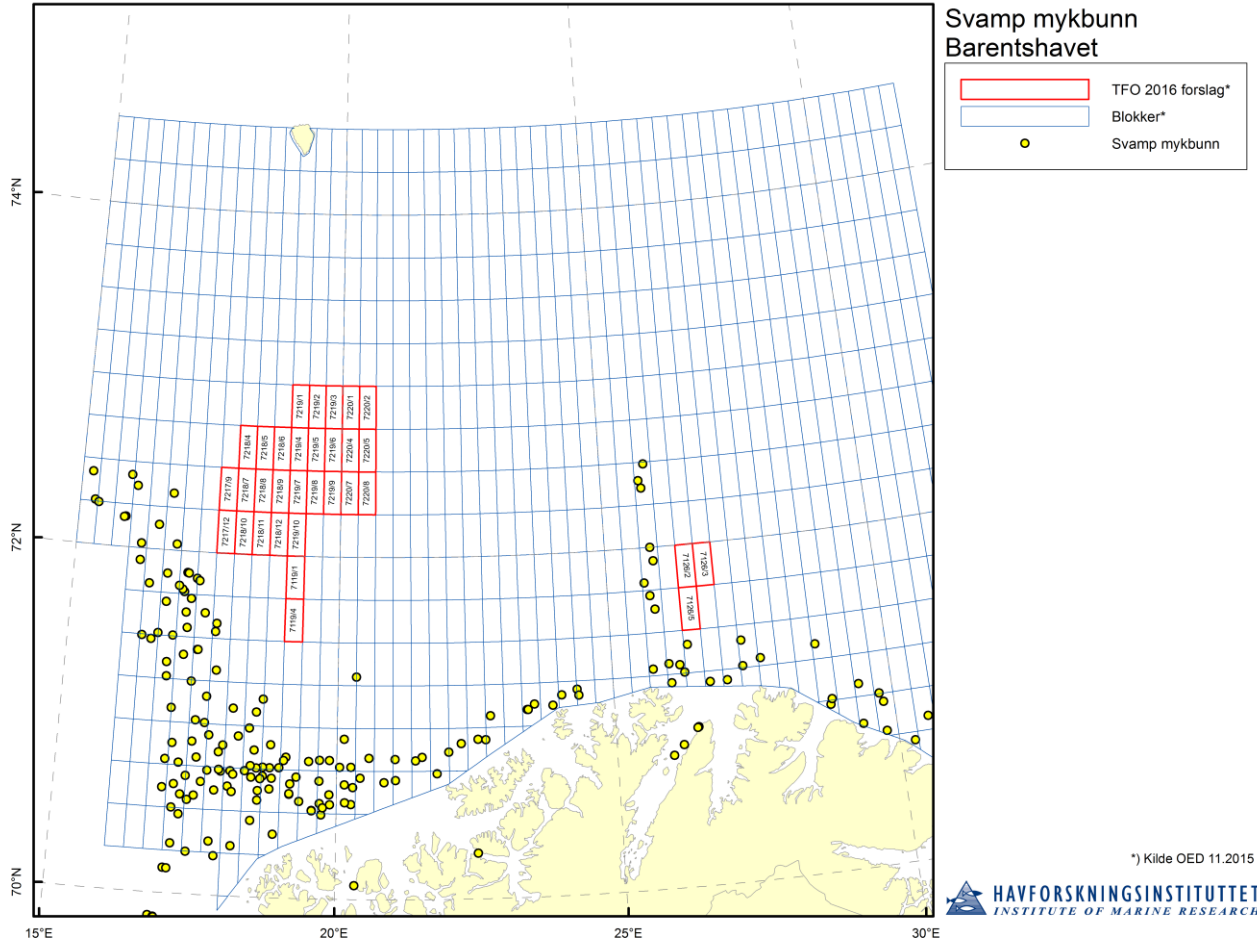 Svamp mykbunn
Barentshavet
TFO 2016 forslag*
Blokker*
Svamp mykbunn
74°N
72°N
70°N
15°E
20°E
25°E
30°E
7219/1
7219/2
7219/3
7220/1
7220/2
7218/4
7218/5
7218/6
7219/4
7219/5
7219/6
7220/4
7220/5
7217/9
7218/7
7218/8
7218/9
7219/7
7219/8
7219/9
7220/7
7220/8
7217/12
7218/10
7218/11
7218/12
7219/10
7119/1
7119/4
7126/2
7126/3
7126/5
*) Kilde OED 11.2015
HAVFORSKNINGSINSTITUTTET
INSTITUTE OF MARINE RESEARCH